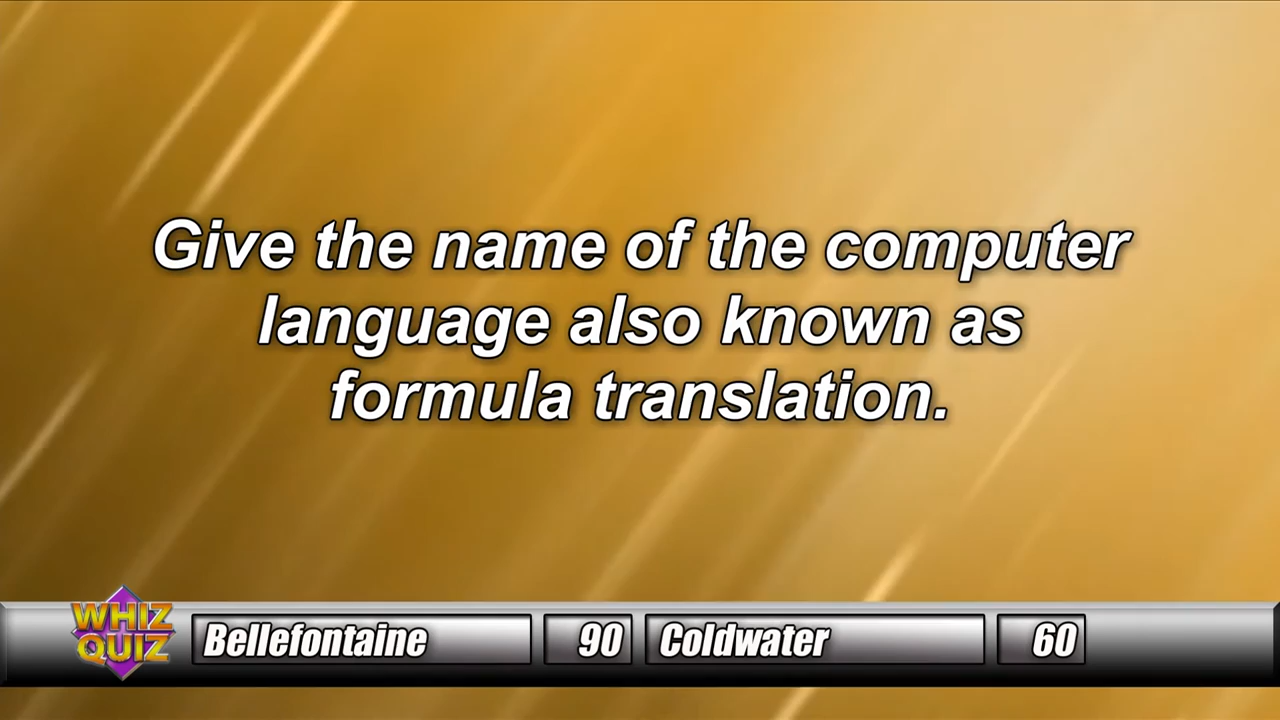 Give the name of the computer
language also known as
formula translation.
WHIZ
QUIZ
Bellefontaine 90 Coldwater 60